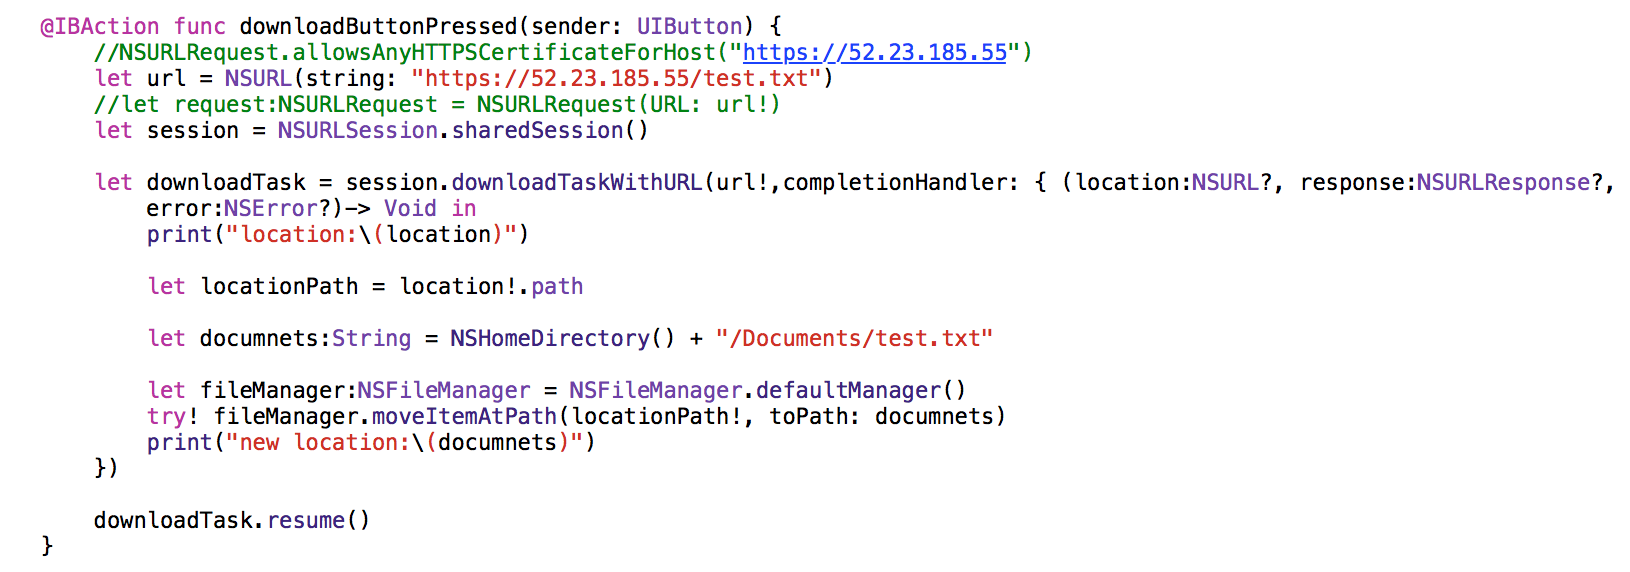 @IBAction func downloadButtonPressed(sender: UIButton) {
//NSURLRequest.allowsAnyHTTPSCertificateForHost("https://52.23.185.55")
let url = NSURL(string: "https://52.23.185.55/test.txt")
//let request:NSURLRequest = NSURLRequest(URL: url!)
let session = NSURLSession.sharedSession()
let downloadTask = session.downloadTaskWithURL(url!,completionHandler: { (location:NSURL?, response:NSURLResponse?,
error:NSError?)-> Void in
print("location:\(location)")
let locationPath = location!.path
let documnets:String = NSHomeDirectory() + "/Documents/test.txt"
let fileManager:NSFileManager = NSFileManager.defaultManager()
try! fileManager.moveItemAtPath(locationPath!, toPath: documnets)
print("new location:\(documnets)")
})
downloadTask.resume()
}